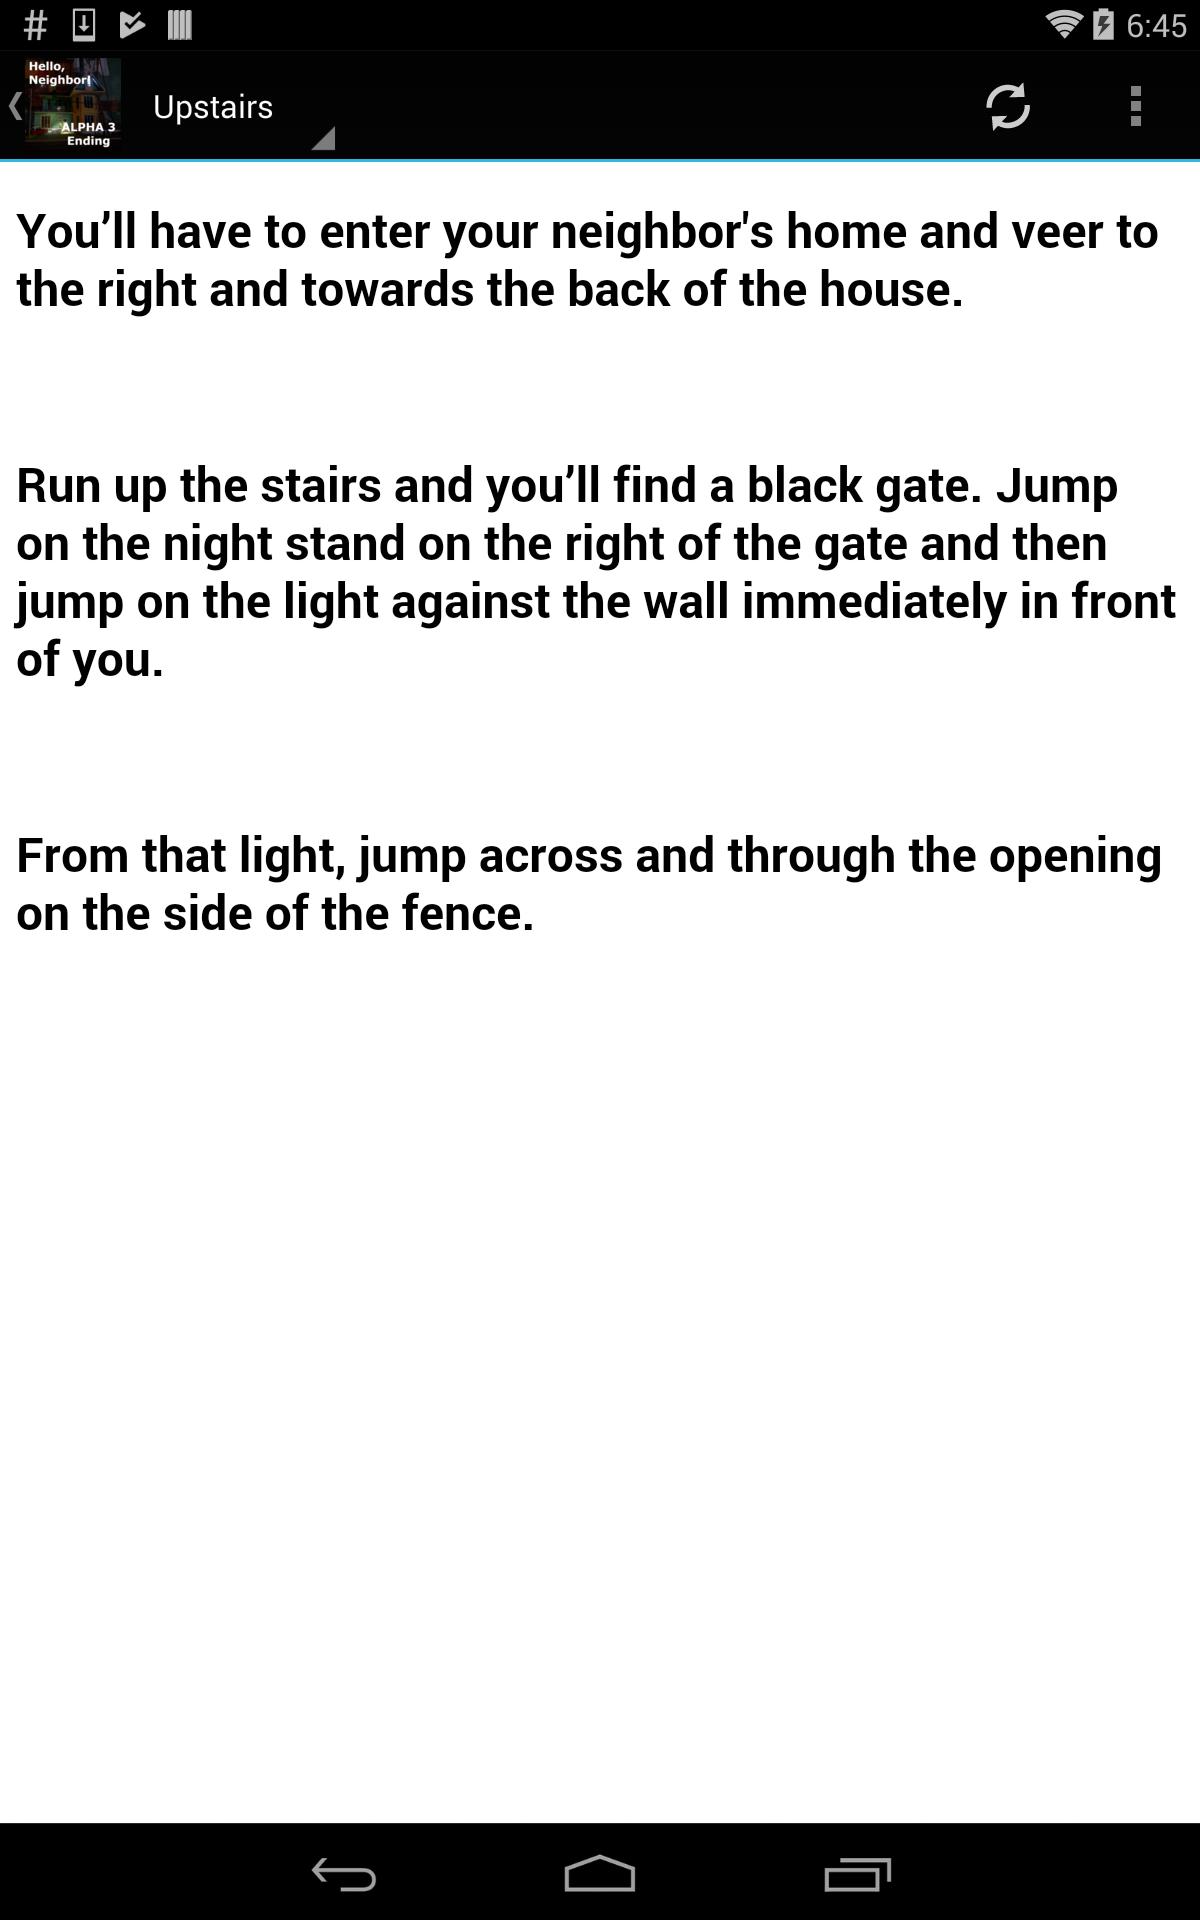 6:45
Hello,
Neighbor!
ALPHA 3
Ending
Upstairs
You’ll have to enter your neighbor's home and veer to
the right and towards the back of the house.
Run up the stairs and you’ll find a black gate. Jump
on the night stand on the right of the gate and then
jump on the light against the wall immediately in front
of you.
From that light, jump across and through the opening
on the side of the fence.